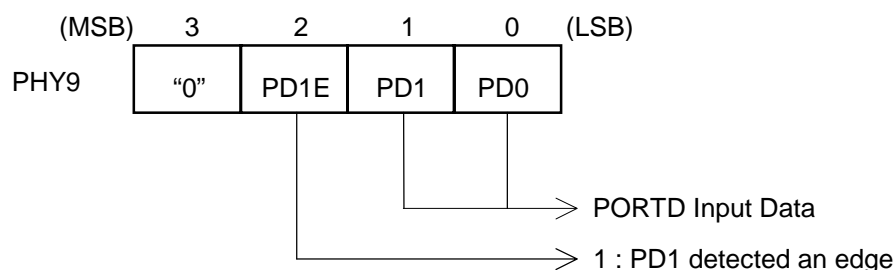 (MSB) 3 2 1 0 (LSB)
PHY9 “0” PD1E PD1 PD0
PORTD Input Data
1 : PD1 detected an edge